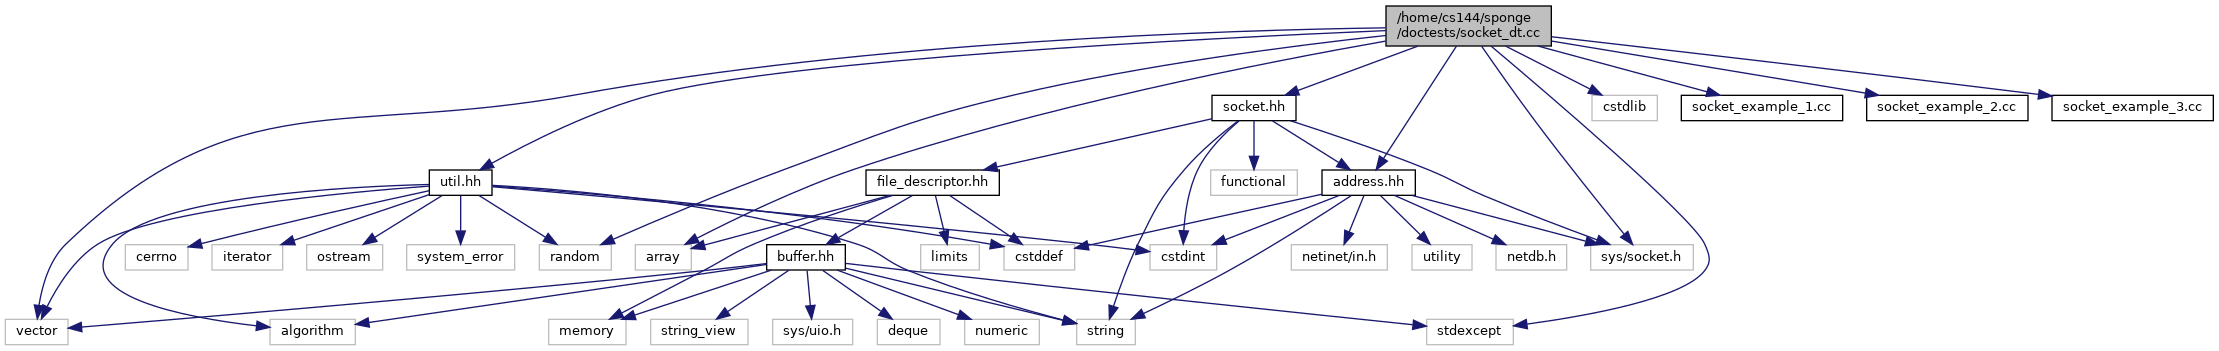 /home/cs144/sponge
/doctests/socket_dt.cc
socket.hh
cstdlib
socket_example_1.cc
socket_example_2.cc
socket_example_3.cc
util.hh
file_descriptor.hh
functional
address.hh
cerrno
iterator
ostream
system_error
random
array
buffer.hh
limits
cstddef
cstdint
netinet/in.h
utility
netdb.h
sys/socket.h
vector
algorithm
memory
string_view
sys/uio.h
deque
numeric
string
stdexcept